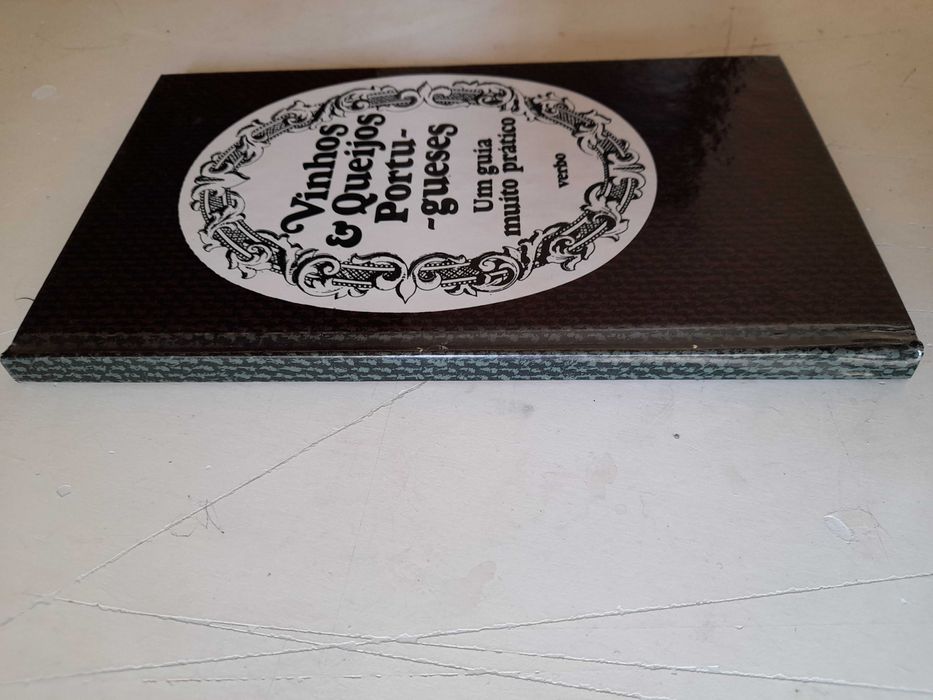 Vinhos
& Queijos
Portu-
-gueses
Um guia
muito prático
verbo